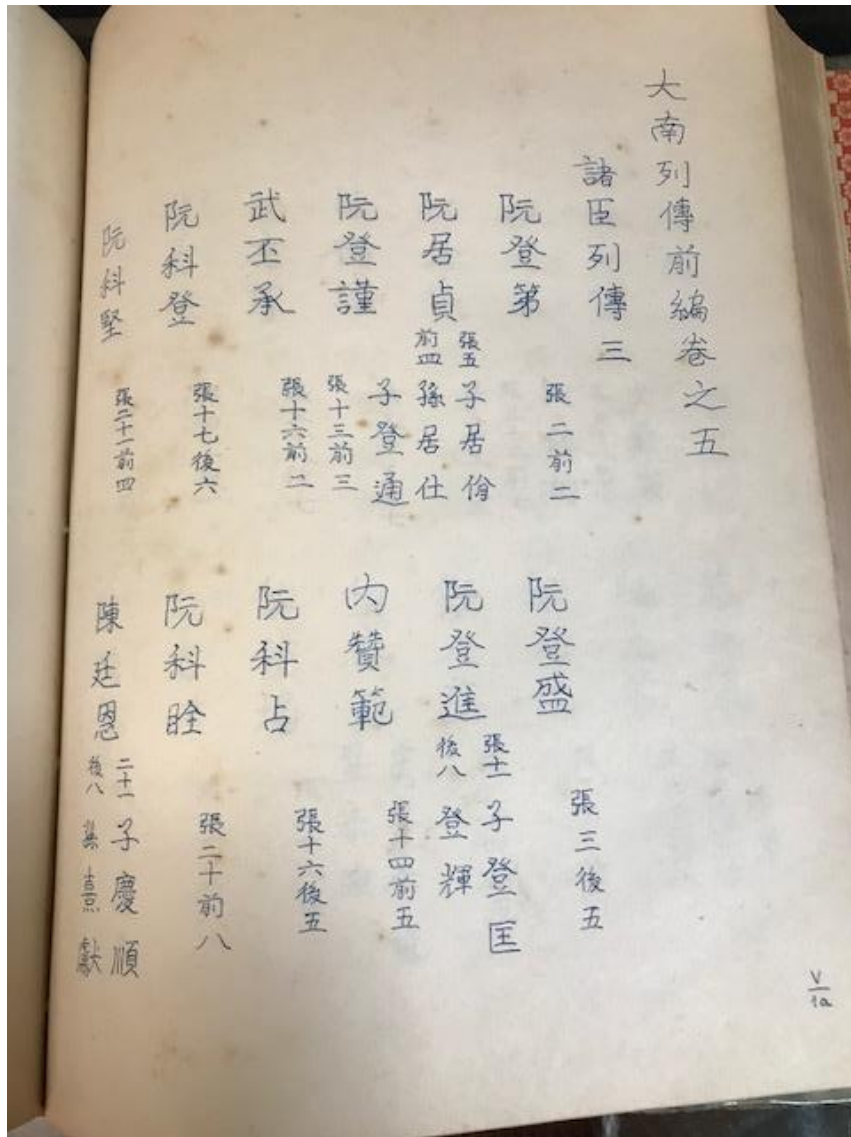 大南列傳前編卷之五
諸臣列傳三
阮登第 張二前二
阮登盛 張三後五
阮居貞 張五前四 子居佾 孫居仕
阮登進 張十一後八 子登匡 登輝
阮登謹 張十三前三 子登通
内贊範 張十四前五
武丕承 張十六前二
阮科占 張十六後五
阮科登 張十七後六
阮科 張二十前八
阮科堅 張二十一前四
陳廷恩 二十一後八 子慶順 孫熹獻
V/1a